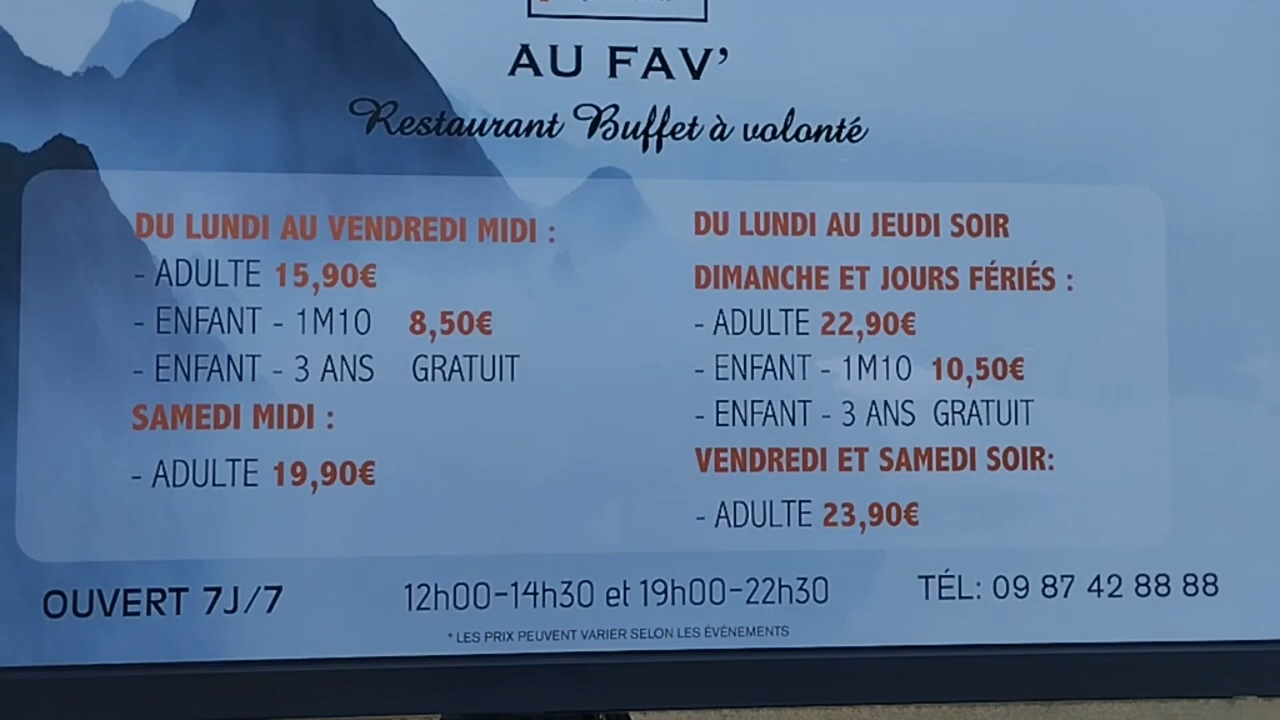 AU FAV'
Restaurant Buffet à volonté
DU LUNDI AU VENDREDI MIDI :
- ADULTE 15,90€
- ENFANT - 1M10 8,50€
- ENFANT - 3 ANS GRATUIT
SAMEDI MIDI :
- ADULTE 19,90€
DU LUNDI AU JEUDI SOIR
DIMANCHE ET JOURS FÉRIÉS :
- ADULTE 22,90€
- ENFANT - 1M10 10,50€
- ENFANT - 3 ANS GRATUIT
VENDREDI ET SAMEDI SOIR:
- ADULTE 23,90€
OUVERT 7J/7
12h00-14h30 et 19h00-22h30
TÉL: 09 87 42 88 88
* LES PRIX PEUVENT VARIER SELON LES ÉVÉNEMENTS